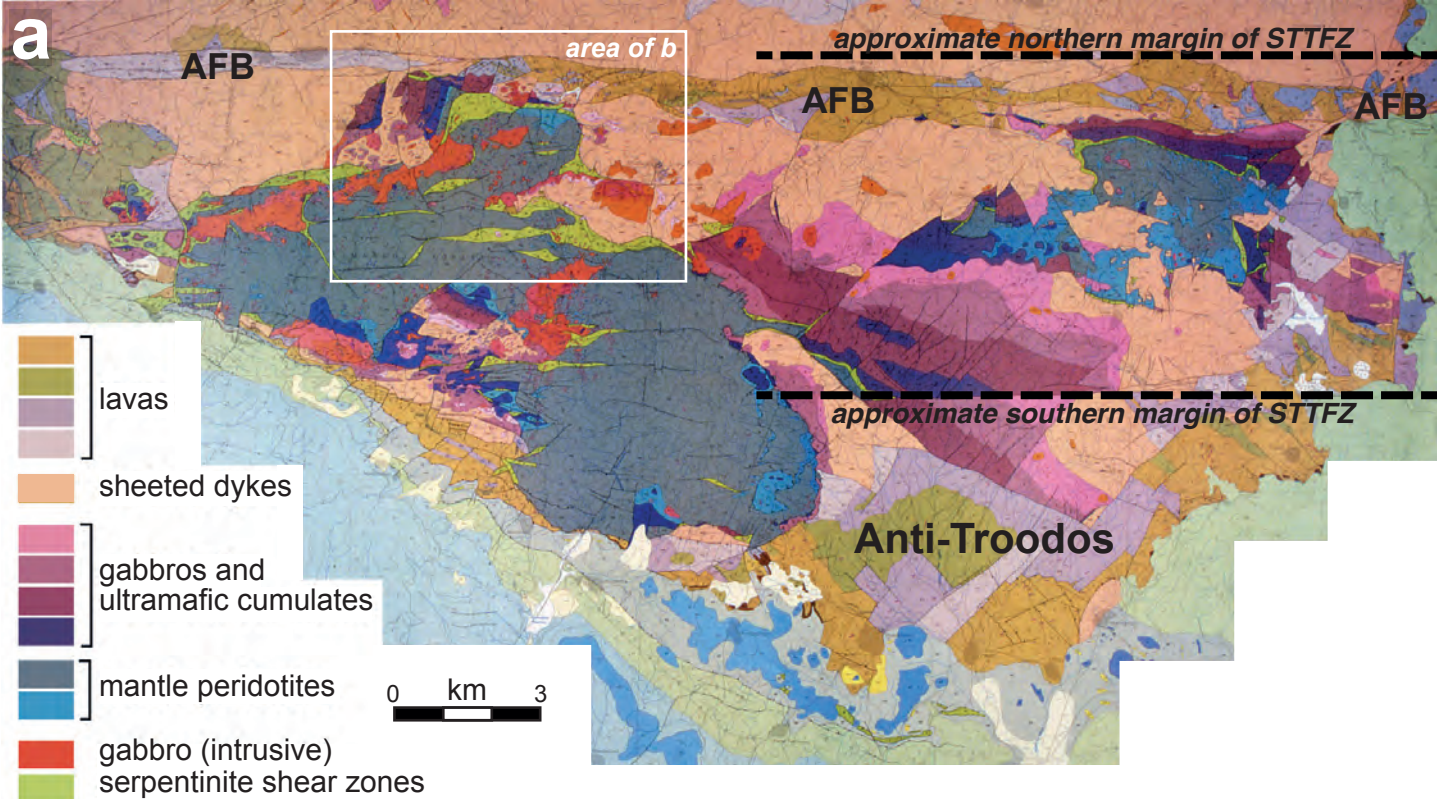 a
area of b
approximate northern margin of STTFZ
AFB
AFB
AFB
approximate southern margin of STTFZ
Anti-Troodos
lavas
sheeted dykes
gabbros and
ultramafic cumulates
mantle peridotites
gabbro (intrusive)
serpentinite shear zones
0 km 3